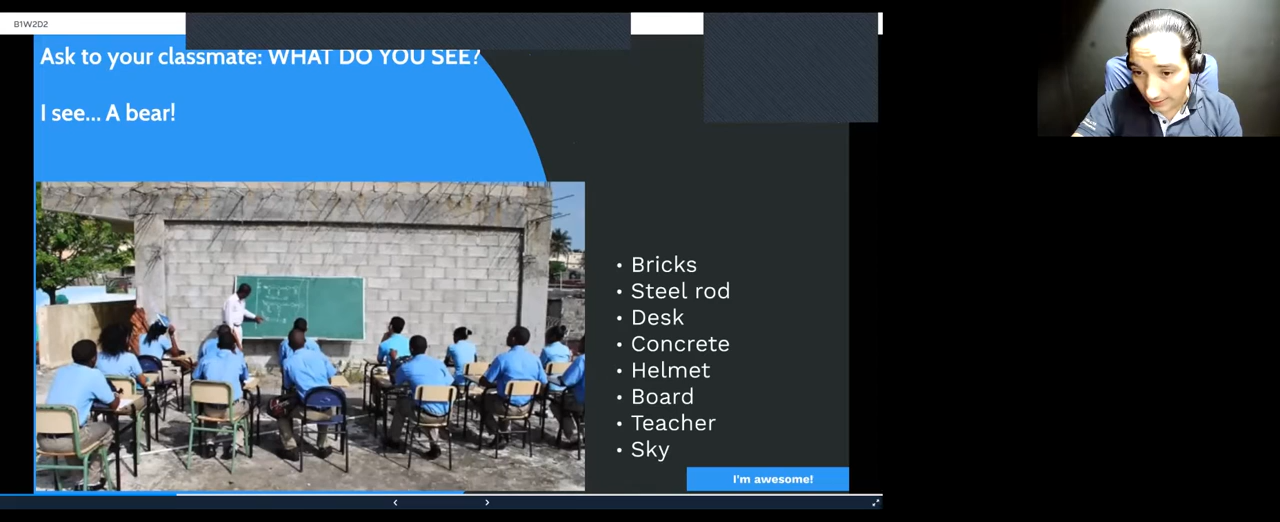 B1W2D2
Ask to your classmate: WHAT DO YOU SEE?
I see... A bear!
• Bricks
• Steel rod
• Desk
• Concrete
• Helmet
• Board
• Teacher
• Sky
I'm awesome!